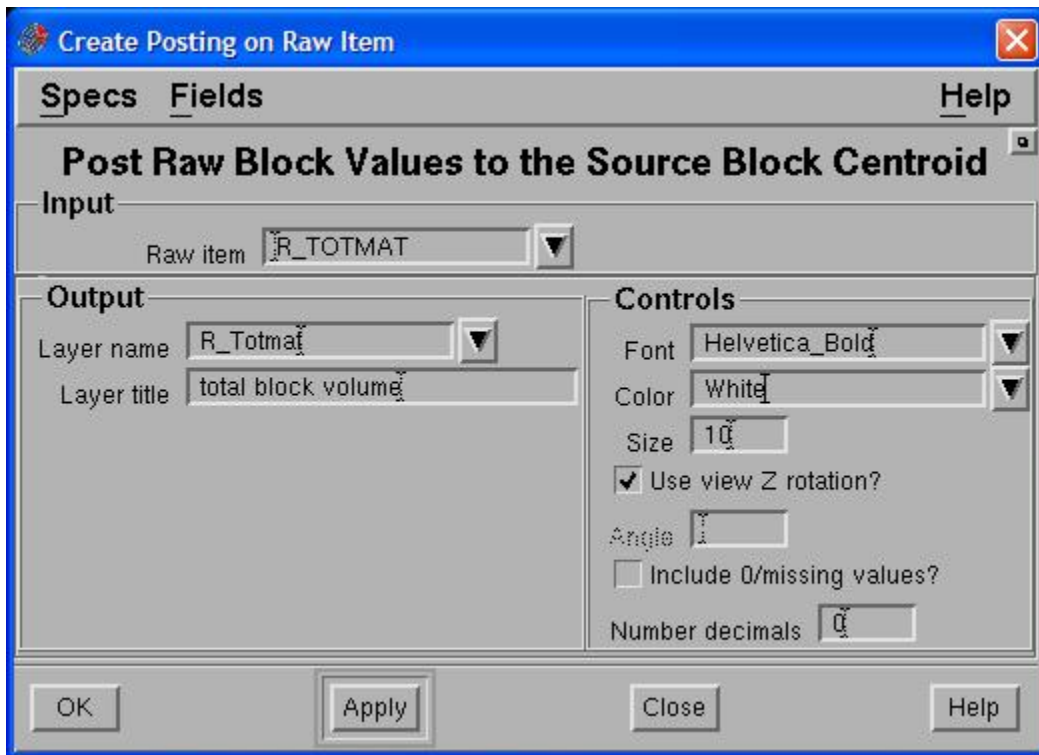 Create Posting on Raw Item
Specs Fields Help
Post Raw Block Values to the Source Block Centroid
Input
Raw item R_TOTMAT
Output
Layer name R_Totmat
Layer title total block volume
Controls
Font Helvetica_Bold
Color White
Size 10
Use view Z rotation?
Angle
Include 0/missing values?
Number decimals 0
OK Apply Close Help